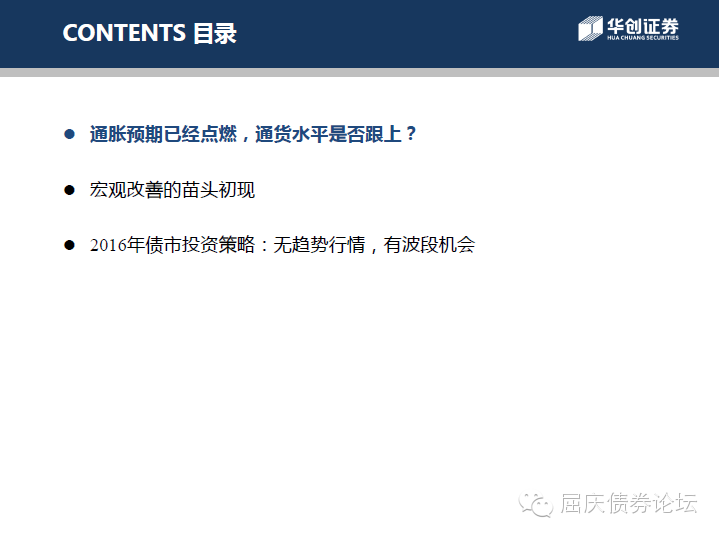 CONTENTS 目录
华创证券
HUA CHUANG SECURITIES
● 通胀预期已经点燃，通货水平是否跟上？
● 宏观改善的苗头初现
● 2016年债市投资策略：无趋势行情，有波段机会
屈庆债券论坛